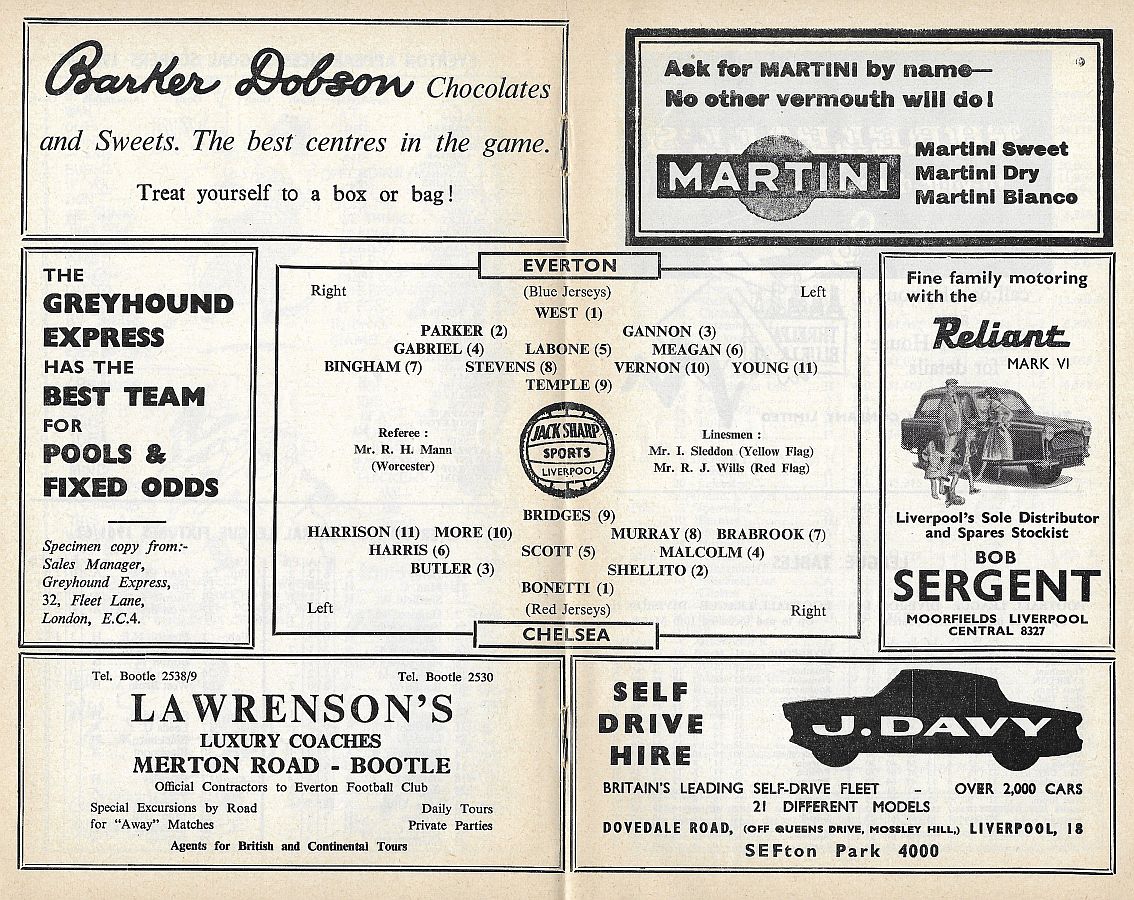 Barker Dobson Chocolates
and Sweets. The best centres in the game.
Treat yourself to a box or bag!
Ask for MARTINI by name—
No other vermouth will do!
MARTINI
Martini Sweet
Martini Dry
Martini Bianco
THE
GREYHOUND
EXPRESS
HAS THE
BEST TEAM
FOR
POOLS &
FIXED ODDS
Specimen copy from:-
Sales Manager,
Greyhound Express,
32, Fleet Lane,
London, E.C.4.
EVERTON
Right (Blue Jerseys) Left
WEST (1)
PARKER (2) GANNON (3)
GABRIEL (4) LABONE (5) MEAGAN (6)
BINGHAM (7) STEVENS (8) VERNON (10) YOUNG (11)
TEMPLE (9)
Referee :
Mr. R. H. Mann
(Worcester)
JACK SHARP
SPORTS
LIVERPOOL
Linesmen :
Mr. I. Sleddon (Yellow Flag)
Mr. R. J. Wills (Red Flag)
BRIDGES (9)
HARRISON (11) MORE (10) MURRAY (8) BRABROOK (7)
HARRIS (6) SCOTT (5) MALCOLM (4)
BUTLER (3) SHELLITO (2)
BONETTI (1)
Left (Red Jerseys) Right
CHELSEA
Fine family motoring
with the
Reliant
MARK VI
Liverpool's Sole Distributor
and Spares Stockist
BOB
SERGENT
MOORFIELDS LIVERPOOL
CENTRAL 8327
Tel. Bootle 2538/9 Tel. Bootle 2530
LAWRENSON'S
LUXURY COACHES
MERTON ROAD - BOOTLE
Official Contractors to Everton Football Club
Special Excursions by Road Daily Tours
for "Away" Matches Private Parties
Agents for British and Continental Tours
SELF
DRIVE
HIRE
J. DAVY
BRITAIN'S LEADING SELF-DRIVE FLEET - OVER 2,000 CARS
21 DIFFERENT MODELS
DOVEDALE ROAD, (OFF QUEENS DRIVE, MOSSLEY HILL,) LIVERPOOL, 18
SEFton Park 4000